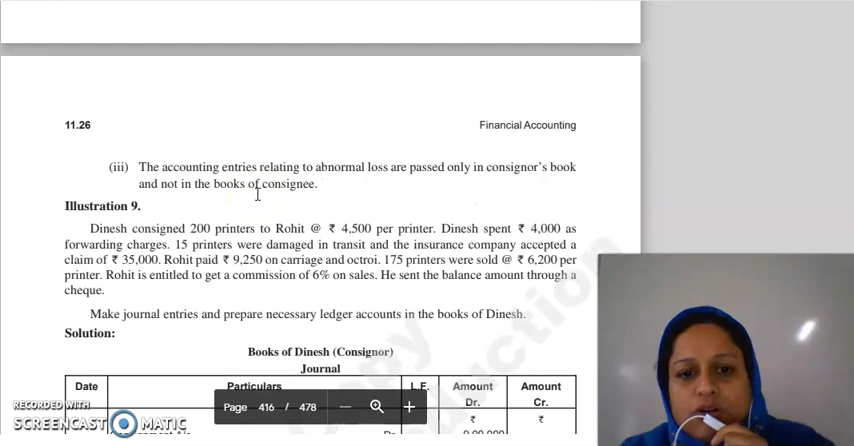 11.26 Financial Accounting
(iii) The accounting entries relating to abnormal loss are passed only in consignor's book
and not in the books of consignee.
Illustration 9.
Dinesh consigned 200 printers to Rohit @ ₹ 4,500 per printer. Dinesh spent ₹ 4,000 as
forwarding charges. 15 printers were damaged in transit and the insurance company accepted a
claim of ₹ 35,000. Rohit paid ₹ 9,250 on carriage and octroi. 175 printers were sold @ ₹ 6,200 per
printer. Rohit is entitled to get a commission of 6% on sales. He sent the balance amount through a
cheque.
Make journal entries and prepare necessary ledger accounts in the books of Dinesh.
Solution:
Books of Dinesh (Consignor)
Journal
Date Particulars L.F. Amount Amount
Dr. Cr.
₹ ₹
Page 416 / 478
RECORDED WITH
SCREENCAST MATIC